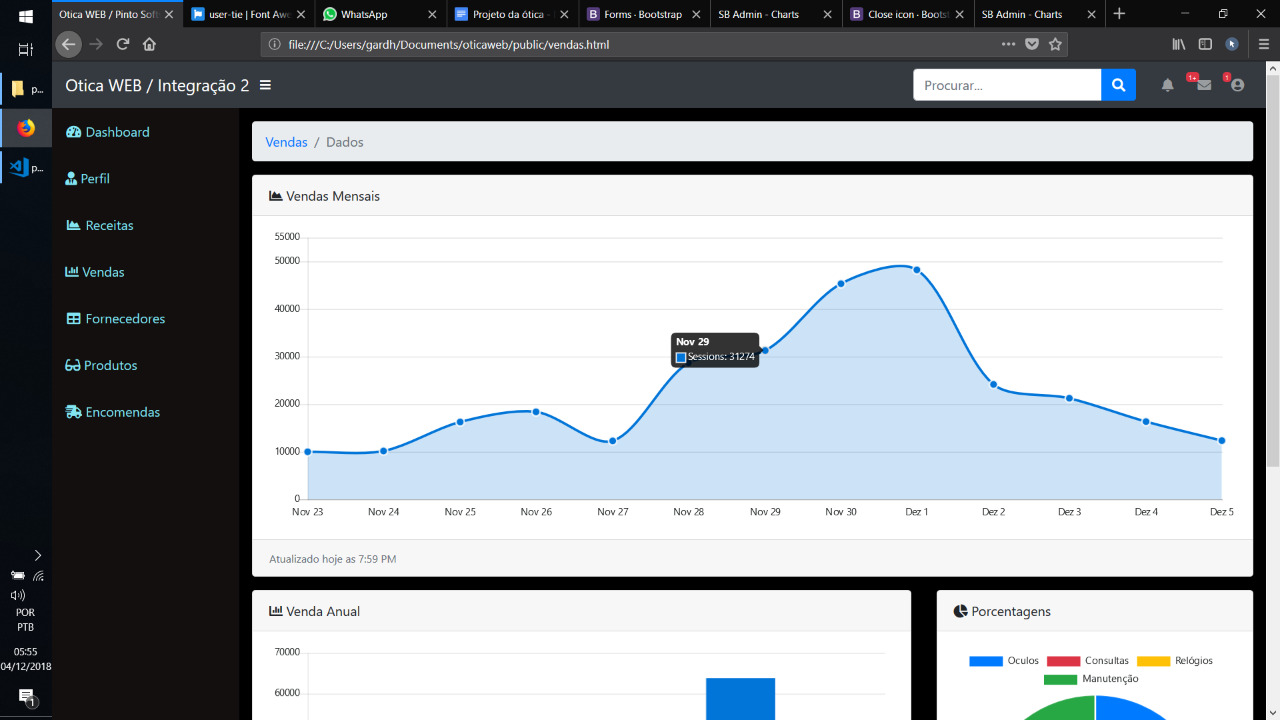 Otica WEB / Pinto Soft
user-tie | Font Awe
WhatsApp
Projeto da ótica -
Forms · Bootstrap
SB Admin - Charts
Close icon · Bootst
SB Admin - Charts
file:///C:/Users/gardh/Documents/oticaweb/public/vendas.html
p...
p...
Otica WEB / Integração 2
Procurar...
1+
1
Dashboard
Perfil
Receitas
Vendas
Fornecedores
Produtos
Encomendas
Vendas / Dados
Vendas Mensais
55000
50000
40000
30000
20000
10000
0
Nov 29
Sessions: 31274
Nov 23 Nov 24 Nov 25 Nov 26 Nov 27 Nov 28 Nov 29 Nov 30 Dez 1 Dez 2 Dez 3 Dez 4 Dez 5
Atualizado hoje as 7:59 PM
Venda Anual
70000
60000
Porcentagens
Oculos Consultas Relógios
Manutenção
POR
PTB
05:55
04/12/2018
1